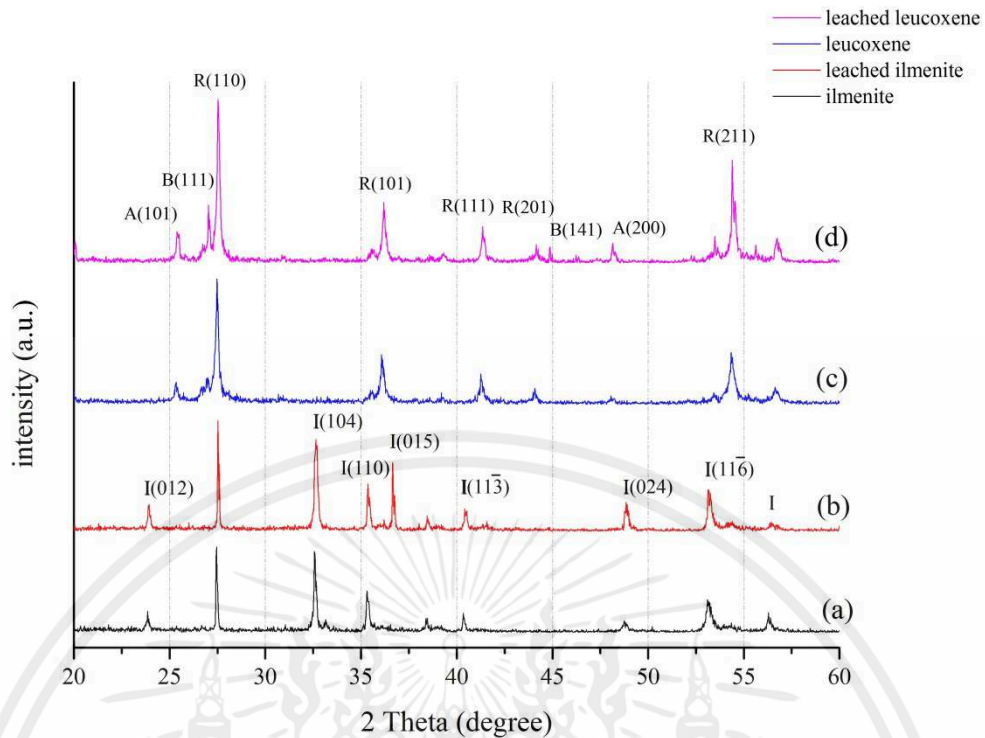 leached leucoxene
leucoxene
leached ilmenite
ilmenite
R(110)
B(111)
A(101)
R(101)
R(111)
R(201)
B(141)
A(200)
R(211)
(d)
(c)
I(012)
I(104)
I(110)
I(015)
I(11̅3)
I(024)
I(11̅6)
I
(b)
(a)
intensity (a.u.)
20 25 30 35 40 45 50 55 60
2 Theta (degree)